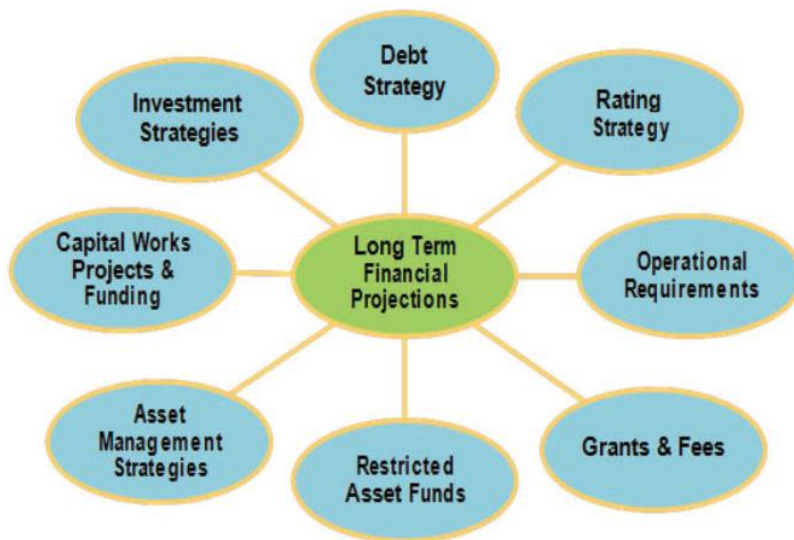 Debt
Strategy
Investment
Strategies
Rating
Strategy
Capital Works
Projects &
Funding
Long Term
Financial
Projections
Operational
Requirements
Asset
Management
Strategies
Restricted
Asset Funds
Grants & Fees